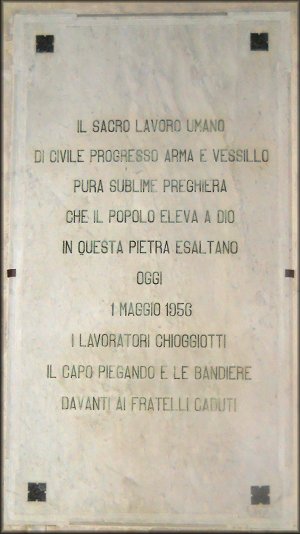 IL SACRO LAVORO UMANO
DI CIVILE PROGRESSO ARMA E VESSILLO
PURA SUBLIME PREGHIERA
CHE IL POPOLO ELEVA A DIO
IN QUESTA PIETRA ESALTANO
OGGI
1 MAGGIO 1956
I LAVORATORI CHIOGGIOTTI
IL CAPO PIEGANDO E LE BANDIERE
DAVANTI AI FRATELLI CADUTI